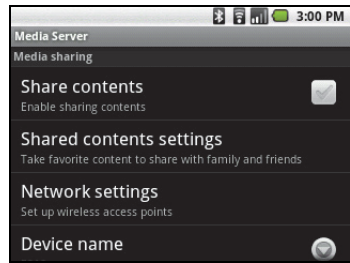 3:00 PM
Media Server
Media sharing
Share contents
Enable sharing contents
Shared contents settings
Take favorite content to share with family and friends
Network settings
Set up wireless access points
Device name